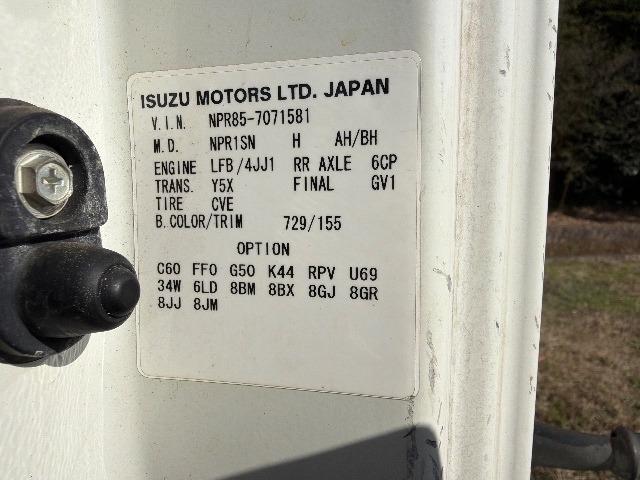 ISUZU MOTORS LTD. JAPAN
V.I.N. NPR85-7071581
M.D. NPR1SN H AH/BH
ENGINE LFB/4JJ1 RR AXLE 6CP
TRANS. Y5X FINAL GV1
TIRE CVE
B.COLOR/TRIM 729/155
OPTION
C60 FF0 G50 K44 RPV U69
34W 6LD 8BM 8BX 8GJ 8GR
8JJ 8JM